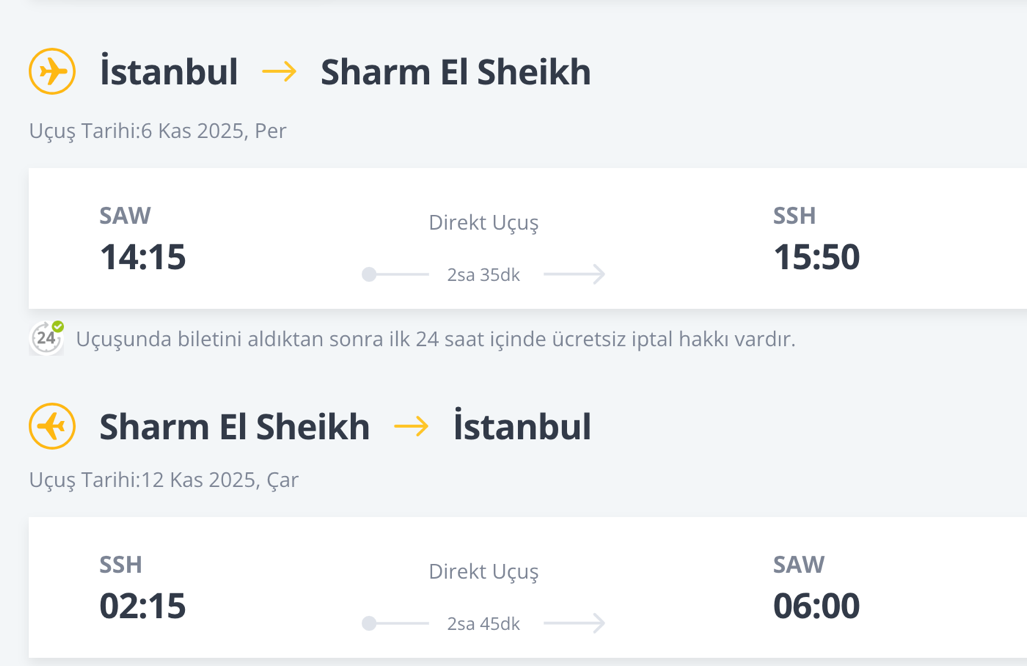 İstanbul → Sharm El Sheikh
Uçuş Tarihi:6 Kas 2025, Per
SAW Direkt Uçuş SSH
14:15 2sa 35dk 15:50
24 Uçuşunda biletini aldıktan sonra ilk 24 saat içinde ücretsiz iptal hakkı vardır.
Sharm El Sheikh → İstanbul
Uçuş Tarihi:12 Kas 2025, Çar
SSH Direkt Uçuş SAW
02:15 2sa 45dk 06:00